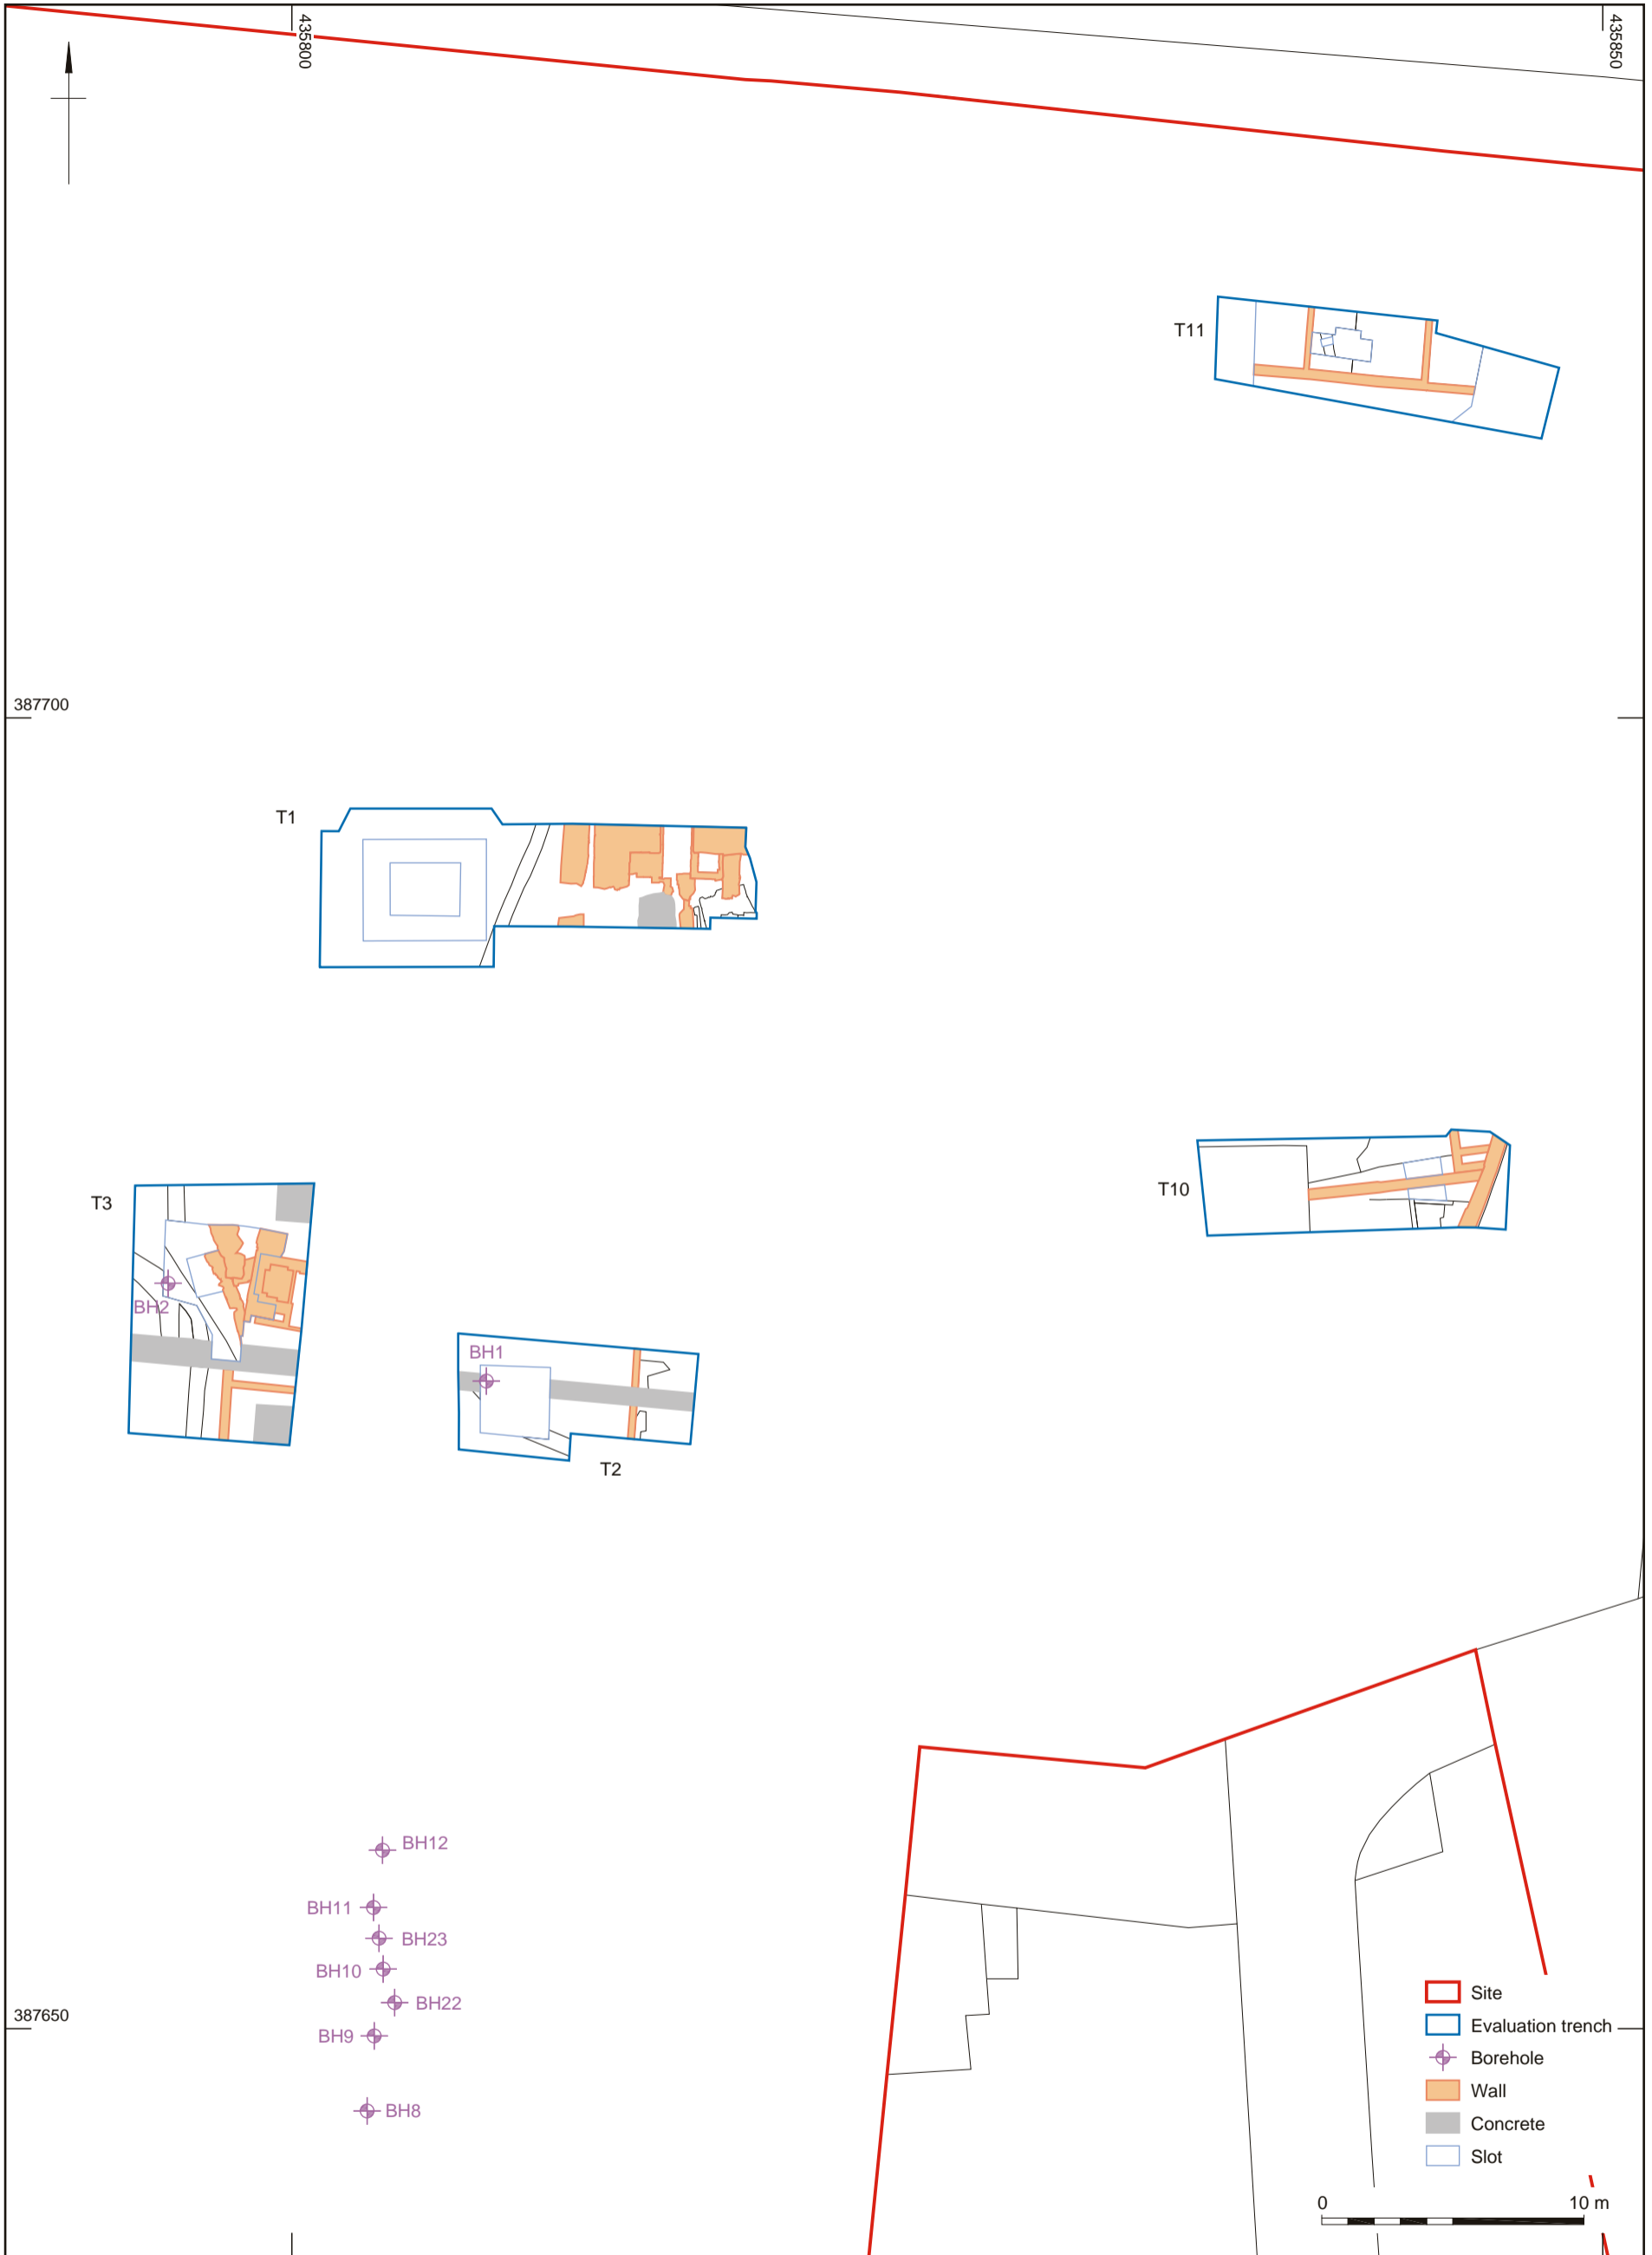 435800
435850
T11
387700
T1
T10
T3
BH2
BH1
T2
BH12
BH11
BH23
BH10
BH22
BH9
BH8
387650
Site
Evaluation trench
Borehole
Wall
Concrete
Slot
0 10 m